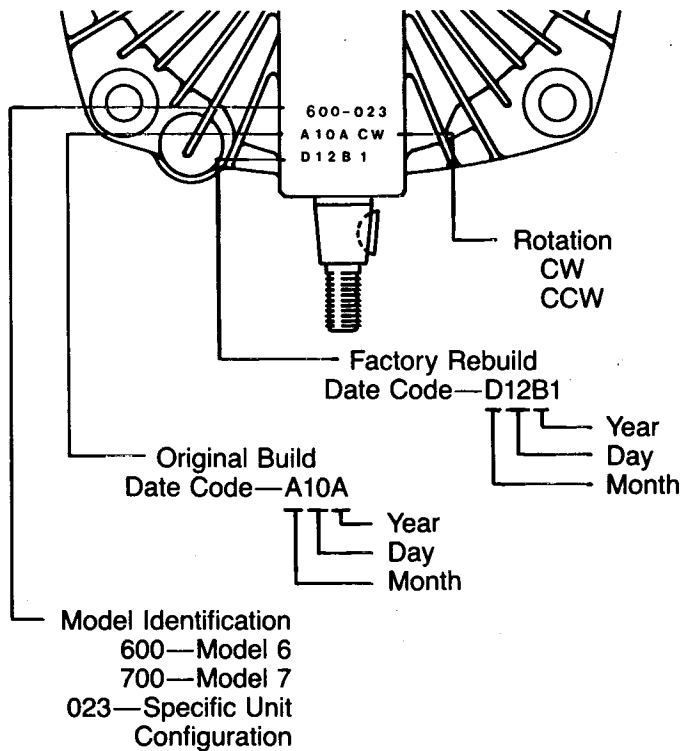 600-023
A10A CW
D12B 1
Rotation
CW
CCW
Factory Rebuild
Date Code—D12B1
Year
Day
Month
Original Build
Date Code—A10A
Year
Day
Month
Model Identification
600—Model 6
700—Model 7
023—Specific Unit
Configuration